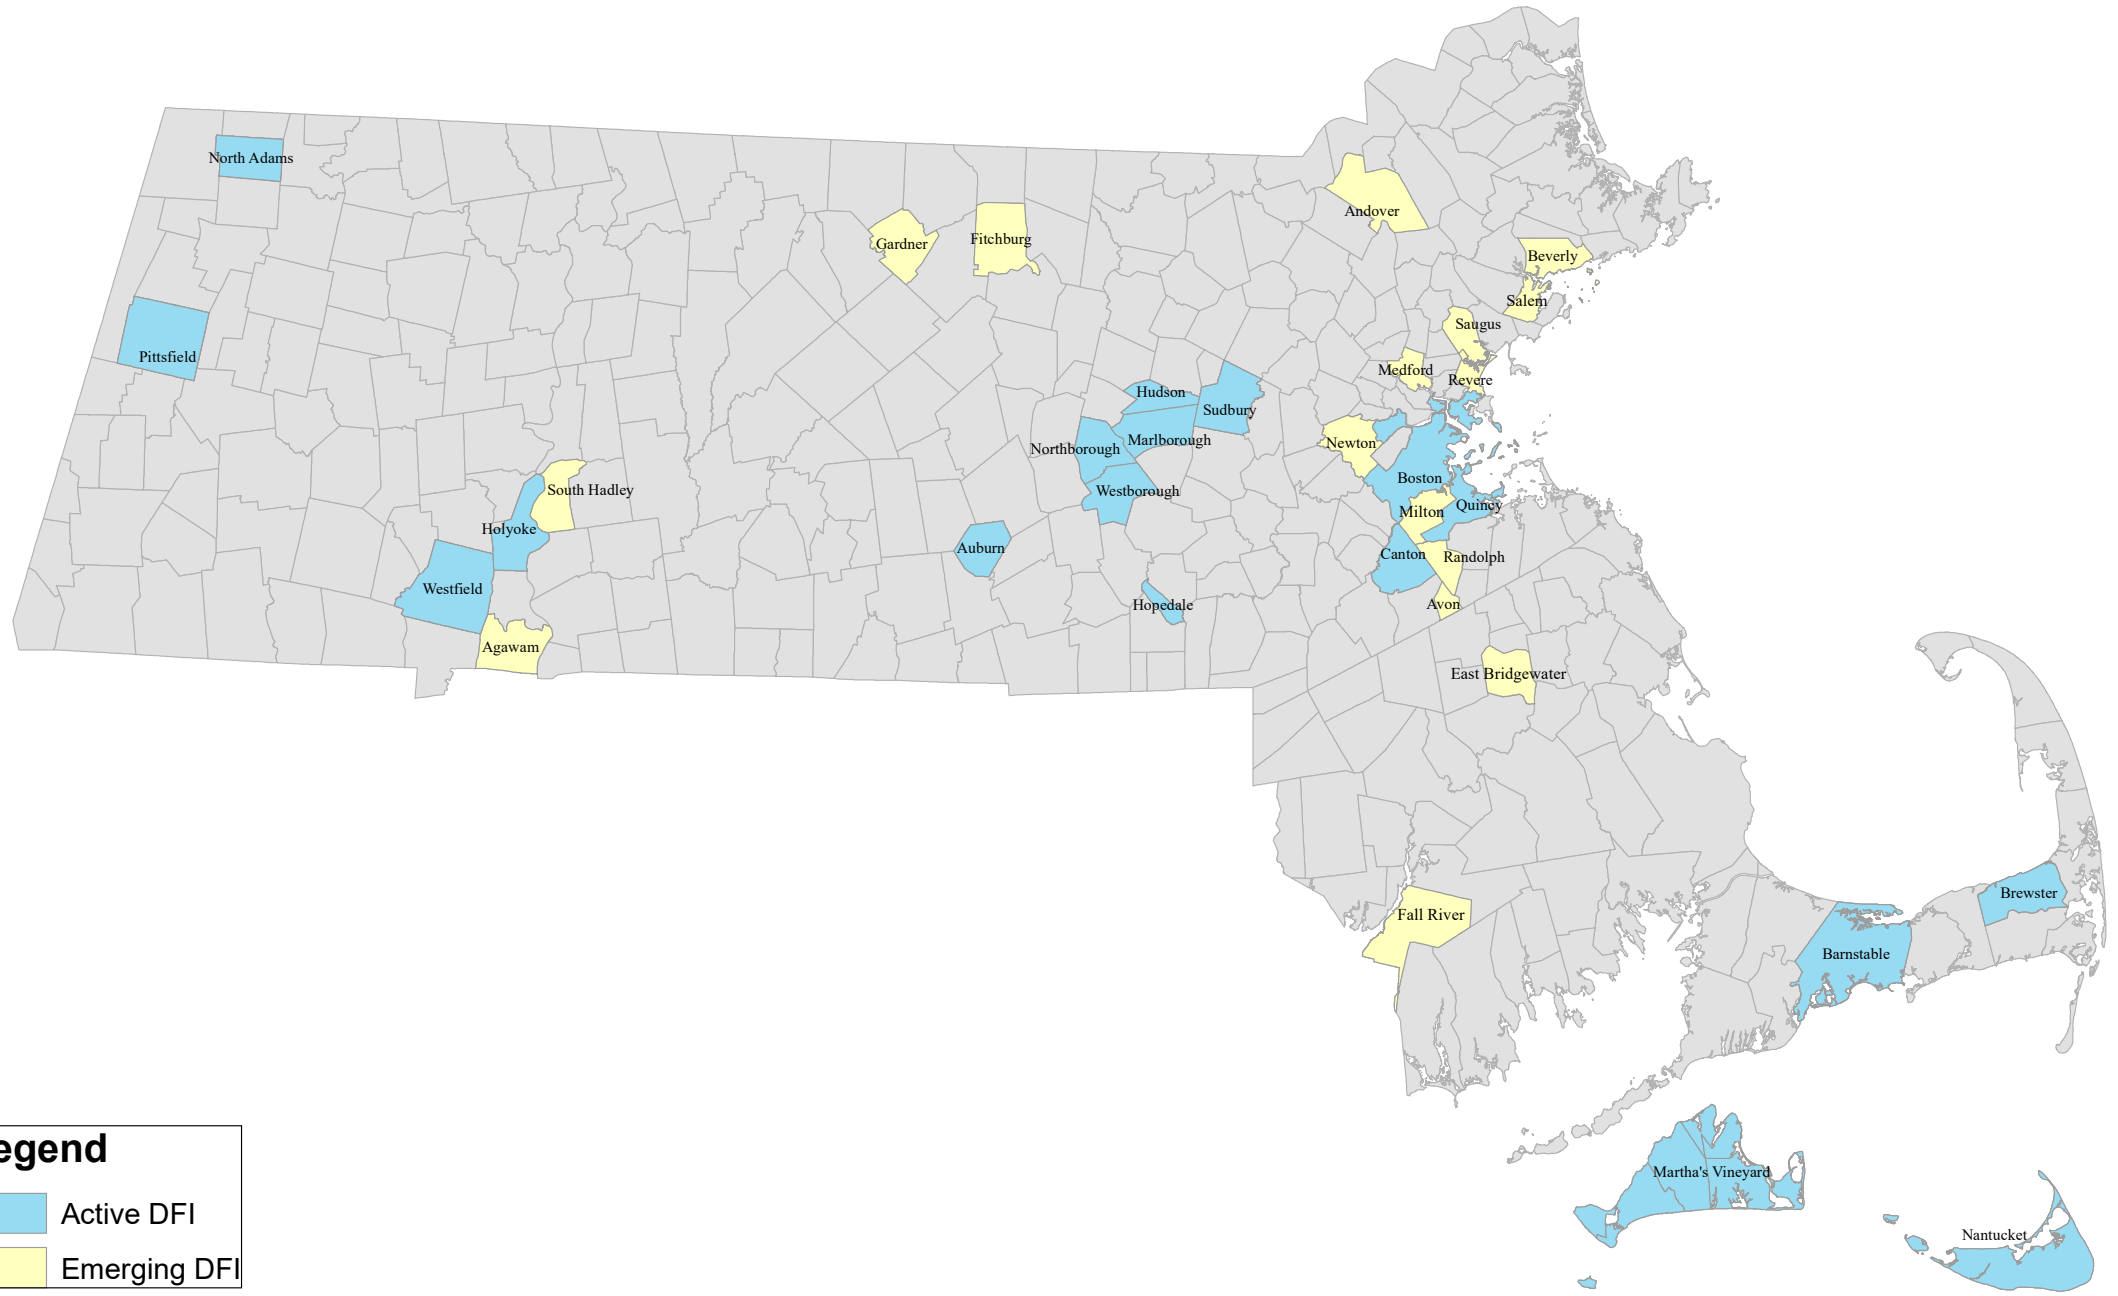 North Adams
Andover
Gardner
Fitchburg
Beverly
Salem
Saugus
Pittsfield
Medford
Revere
Hudson
Sudbury
Marlborough
Newton
Northborough
Boston
South Hadley
Westborough
Quincy
Milton
Holyoke
Auburn
Canton
Randolph
Westfield
Hopedale
Avon
Agawam
East Bridgewater
Brewster
Fall River
Barnstable
egend
Martha's Vineyard
Active DFI
Nantucket
Emerging DFI